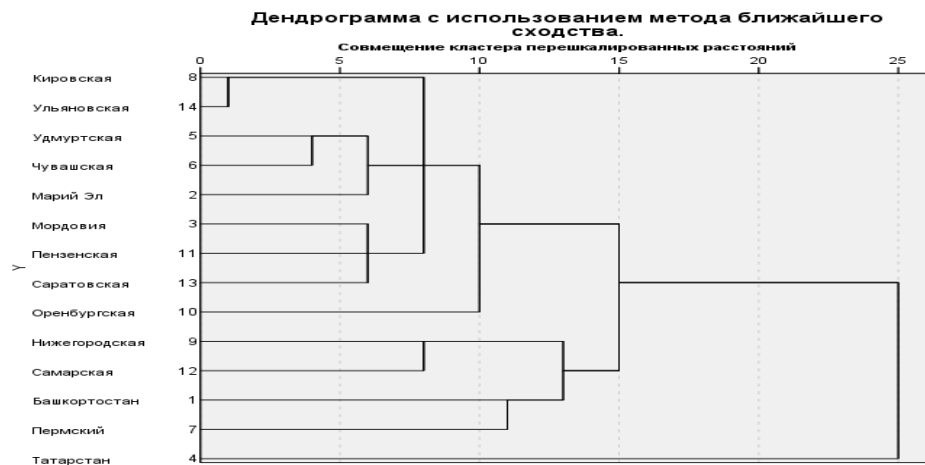 Дендрограмма с использованием метода ближайшего
сходства.
Совмещение кластера перешкалированных расстояний
0 5 10 15 20 25
Кировская 8
Ульяновская 14
Удмуртская 5
Чувашская 6
Марий Эл 2
Мордовия 3
Пензенская 11
Y
Саратовская 13
Оренбургская 10
Нижегородская 9
Самарская 12
Башкортостан 1
Пермский 7
Татарстан 4